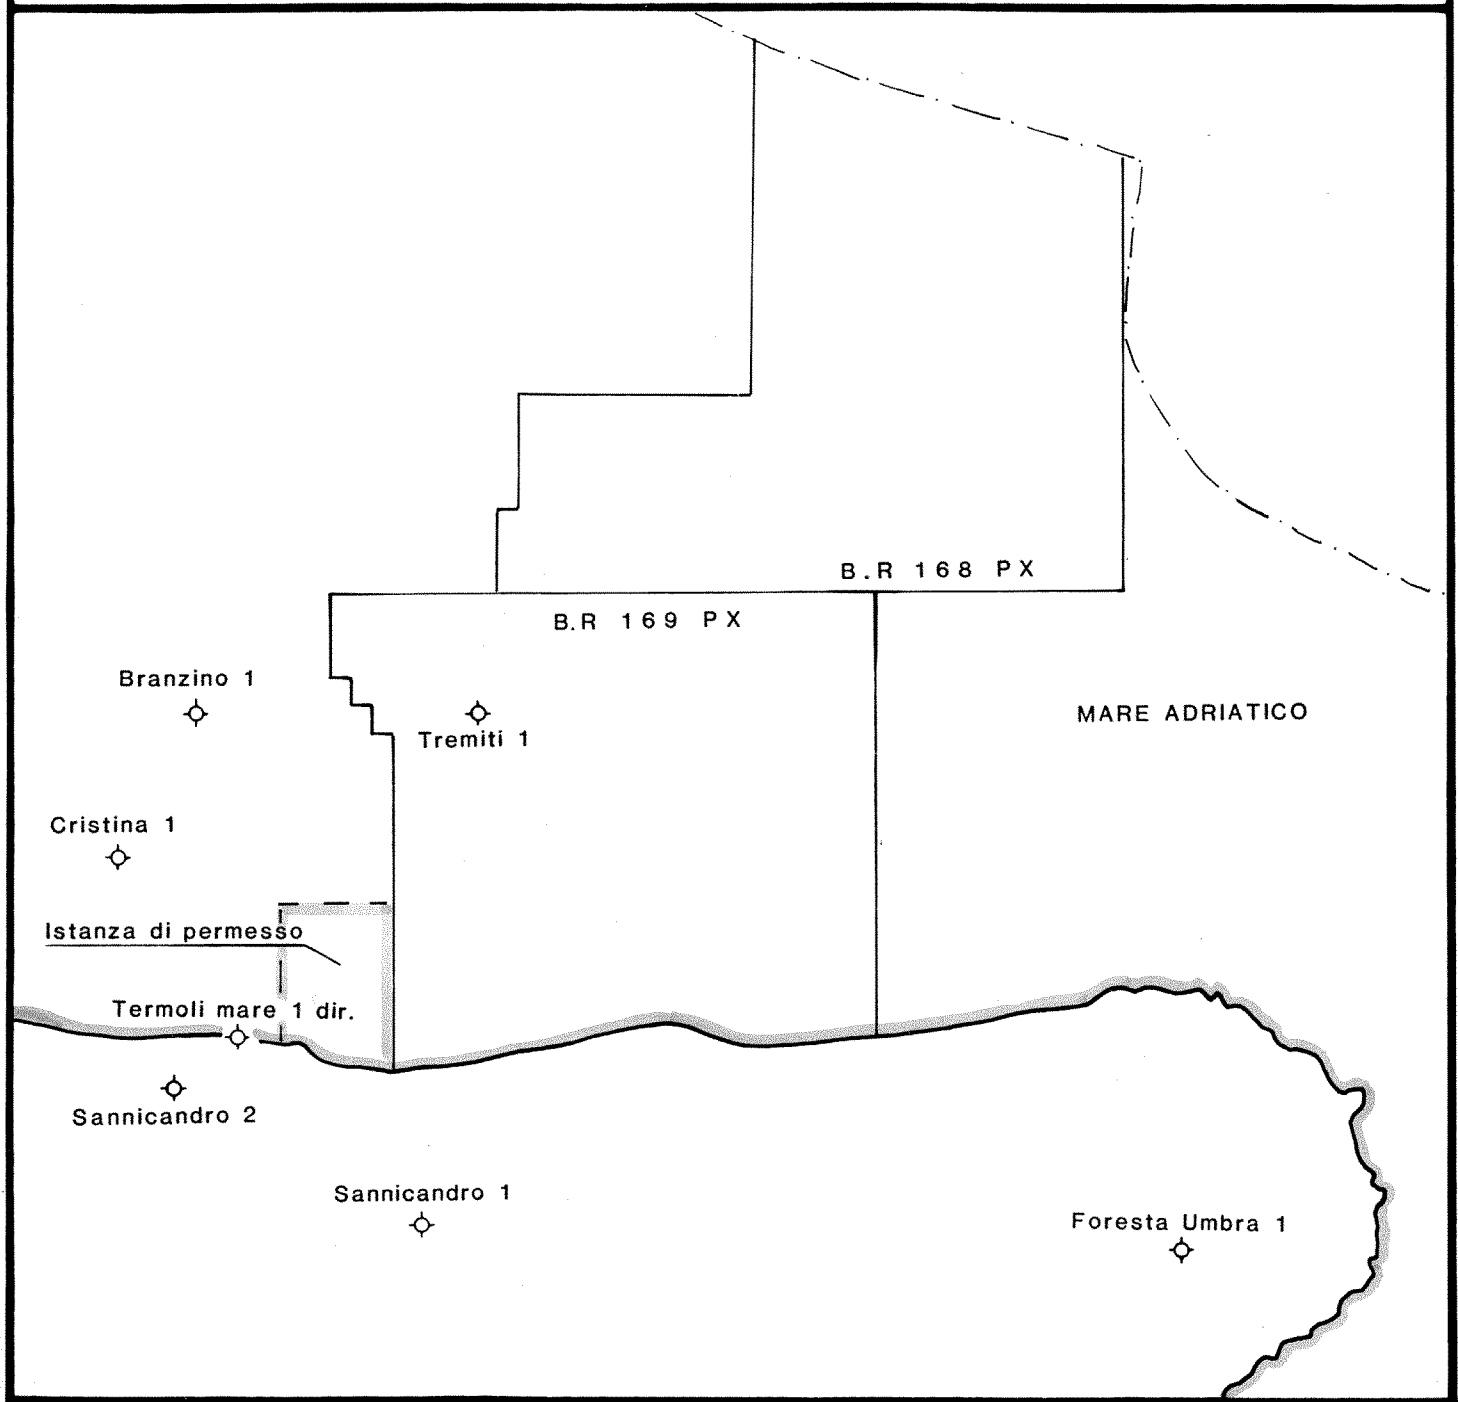 B.R 168 PX
B.R 169 PX
Branzino 1
MARE ADRIATICO
Tremiti 1
Cristina 1
Istanza di permesso
Termoli mare 1 dir.
Sannicandro 2
Sannicandro 1
Foresta Umbra 1